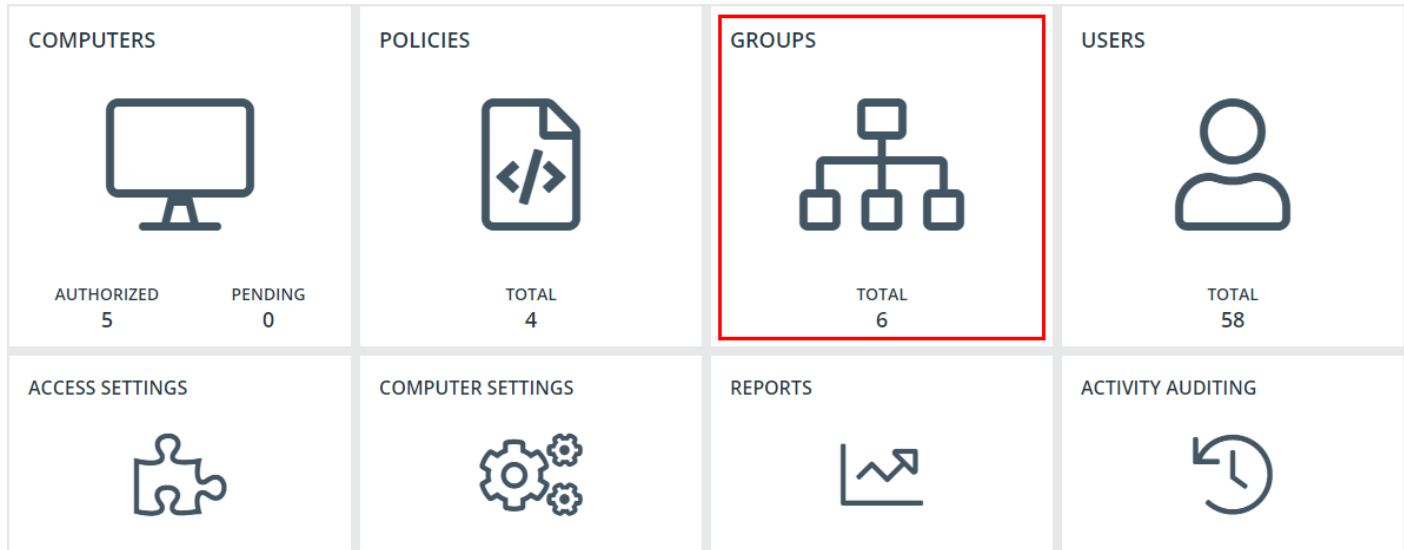 COMPUTERS
AUTHORIZED
5
PENDING
0
POLICIES
</>
TOTAL
4
GROUPS
TOTAL
6
USERS
TOTAL
58
ACCESS SETTINGS
COMPUTER SETTINGS
REPORTS
ACTIVITY AUDITING